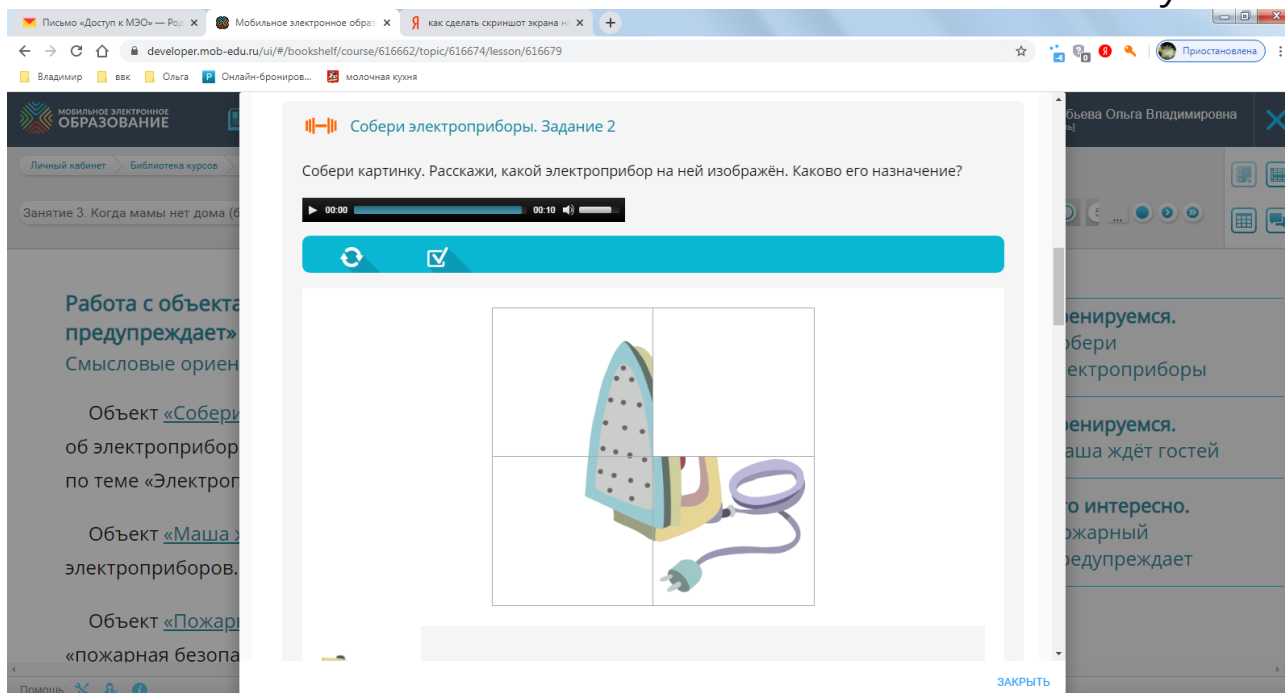 Письмо «Доступ к МЭО» — Род
Мобильное электронное образ
как сделать скриншот экрана н
developer.mob-edu.ru/ui/#/bookshelf/course/616662/topic/616674/lesson/616679
Приостановлена
Владимир
ввк
Ольга
Онлайн-брониров...
молочная кухня
МОБИЛЬНОЕ ЭЛЕКТРОННОЕ
ОБРАЗОВАНИЕ
бьева Ольга Владимировна
Личный кабинет
Библиотека курсов
Занятие 3. Когда мамы нет дома (б
Собери электроприборы. Задание 2
Собери картинку. Расскажи, какой электроприбор на ней изображён. Каково его назначение?
00:00
00:10
Работа с объекта
предупреждает»
Смысловые ориен
Объект «Собери
об электроприбор
по теме «Электроп
Объект «Маша
электроприборов.
Объект «Пожар
«пожарная безопа
ренируемся.
обери
ектроприборы
ренируемся.
аша ждёт гостей
о интересно.
ожарный
редупреждает
ЗАКРЫТЬ
Помощь: